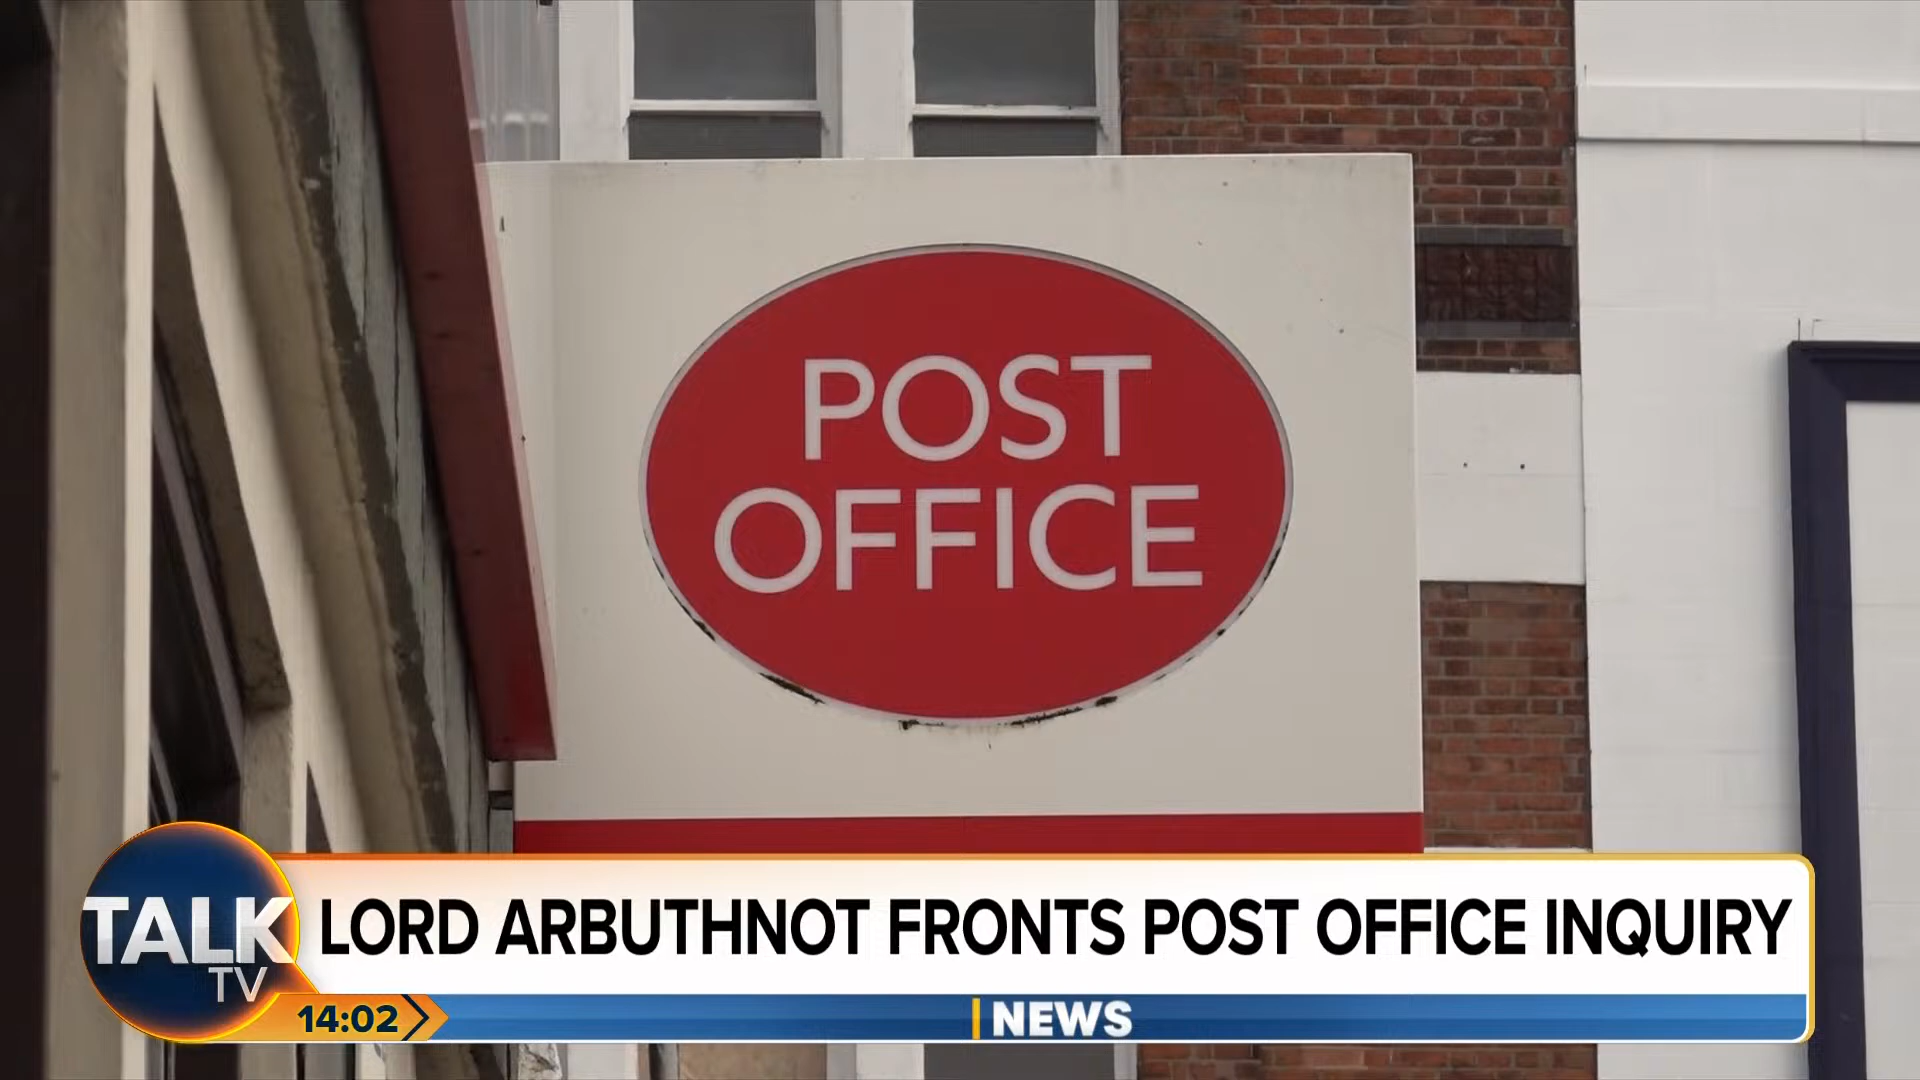 POST
OFFICE
TALK
TV
LORD ARBUTHNOT FRONTS POST OFFICE INQUIRY
14:02
NEWS